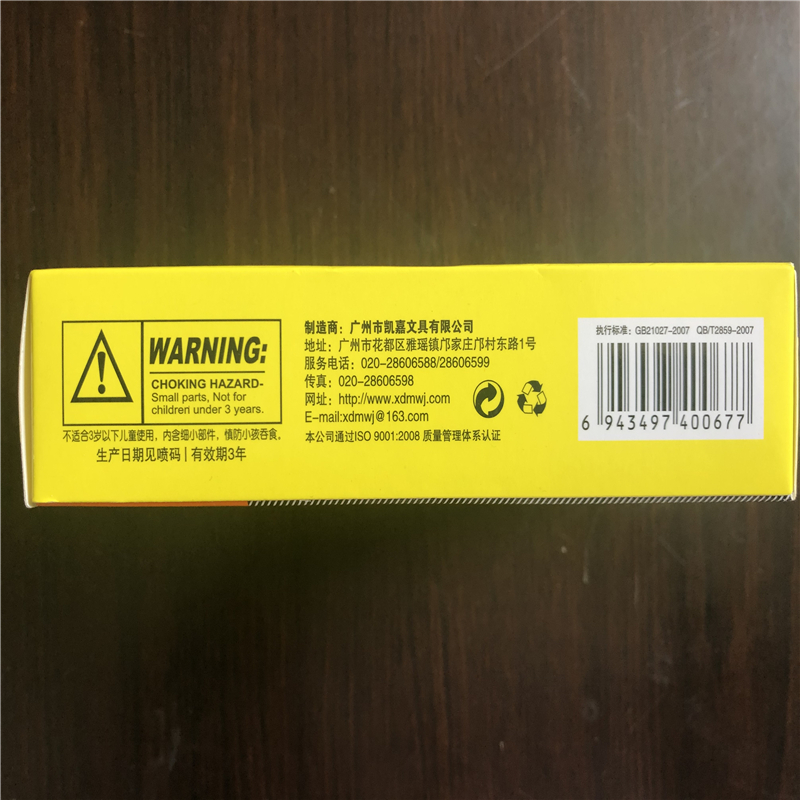 WARNING:
CHOKING HAZARD-
Small parts, Not for
children under 3 years.
不适合3岁以下儿童使用，内含细小部件，慎防小孩吞食。
生产日期见喷码 | 有效期3年
制造商：广州市凯嘉文具有限公司
地址：广州市花都区雅瑶镇邝家庄邝村东路1号
服务电话：020-28606588/28606599
传真：020-28606598
网址：http://www.xdmwj.com
E-mail:xdmwj@163.com
本公司通过ISO 9001:2008 质量管理体系认证
执行标准：GB21027-2007 QB/T2859-2007
6 943497 400677